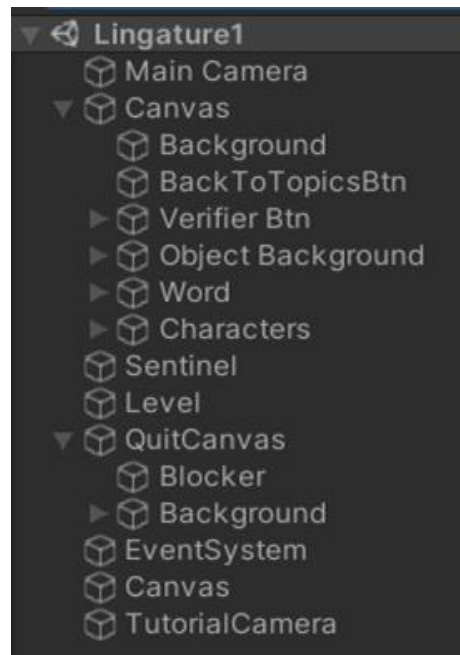 Lingature1
Main Camera
Canvas
Background
BackToTopicsBtn
Verifier Btn
Object Background
Word
Characters
Sentinel
Level
QuitCanvas
Blocker
Background
EventSystem
Canvas
TutorialCamera